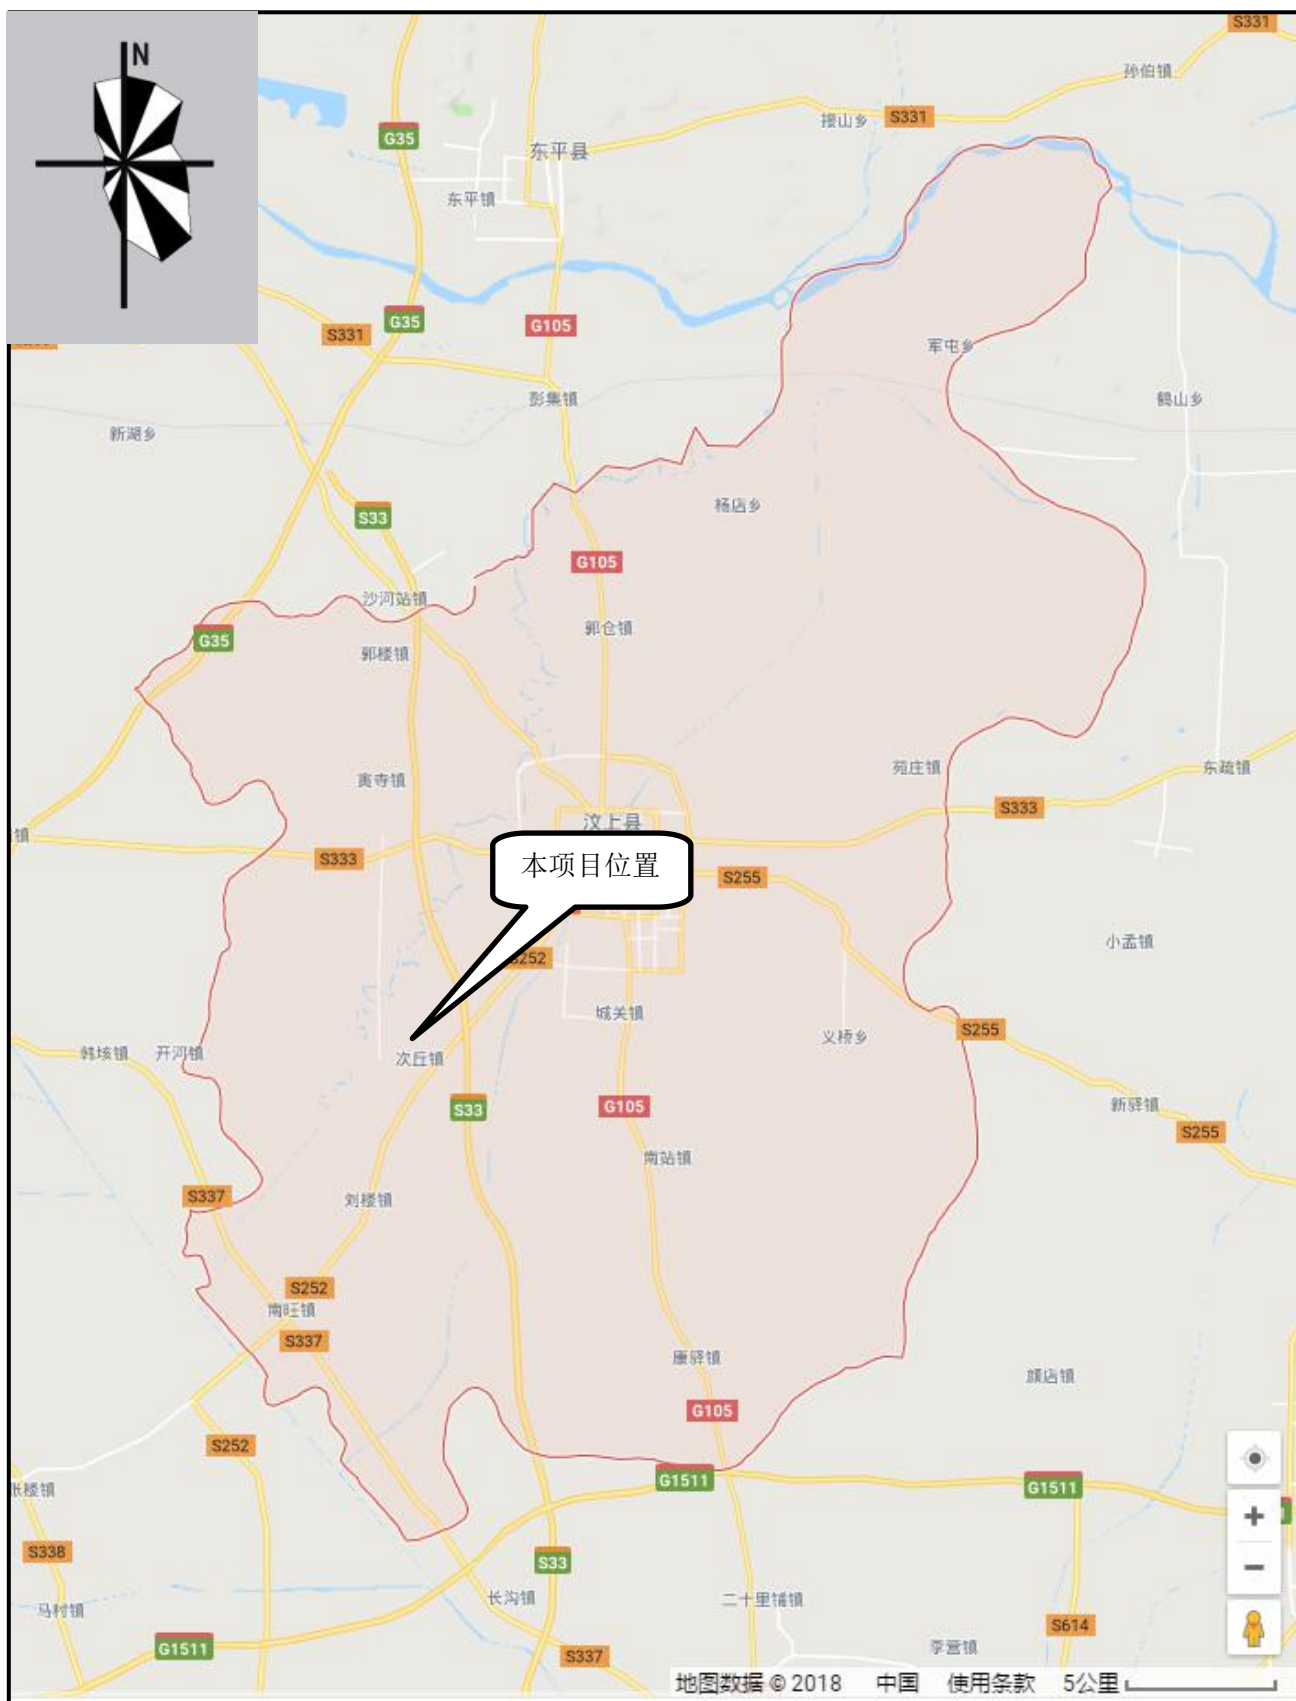 S331
孙伯镇
N
接山乡
S331
G35
东平县
东平镇
G35
S331
G105
军屯乡
彭集镇
鹤山乡
新湖乡
杨店乡
S33
G105
沙河站镇
郭仓镇
G35
郭楼镇
苑庄镇
东疏镇
寅寺镇
S333
汶上县
镇
S333
本项目位置
S255
小孟镇
S252
城关镇
S255
义桥乡
韩垓镇
开河镇
次丘镇
S33
G105
新驿镇
S255
南站镇
S337
刘楼镇
S252
南旺镇
S337
康驿镇
颜店镇
G105
S252
G1511
G1511
张楼镇
S338
S33
长沟镇
二十里铺镇
马村镇
S614
G1511
李营镇
S337
地图数据 © 2018 中国 使用条款 5公里